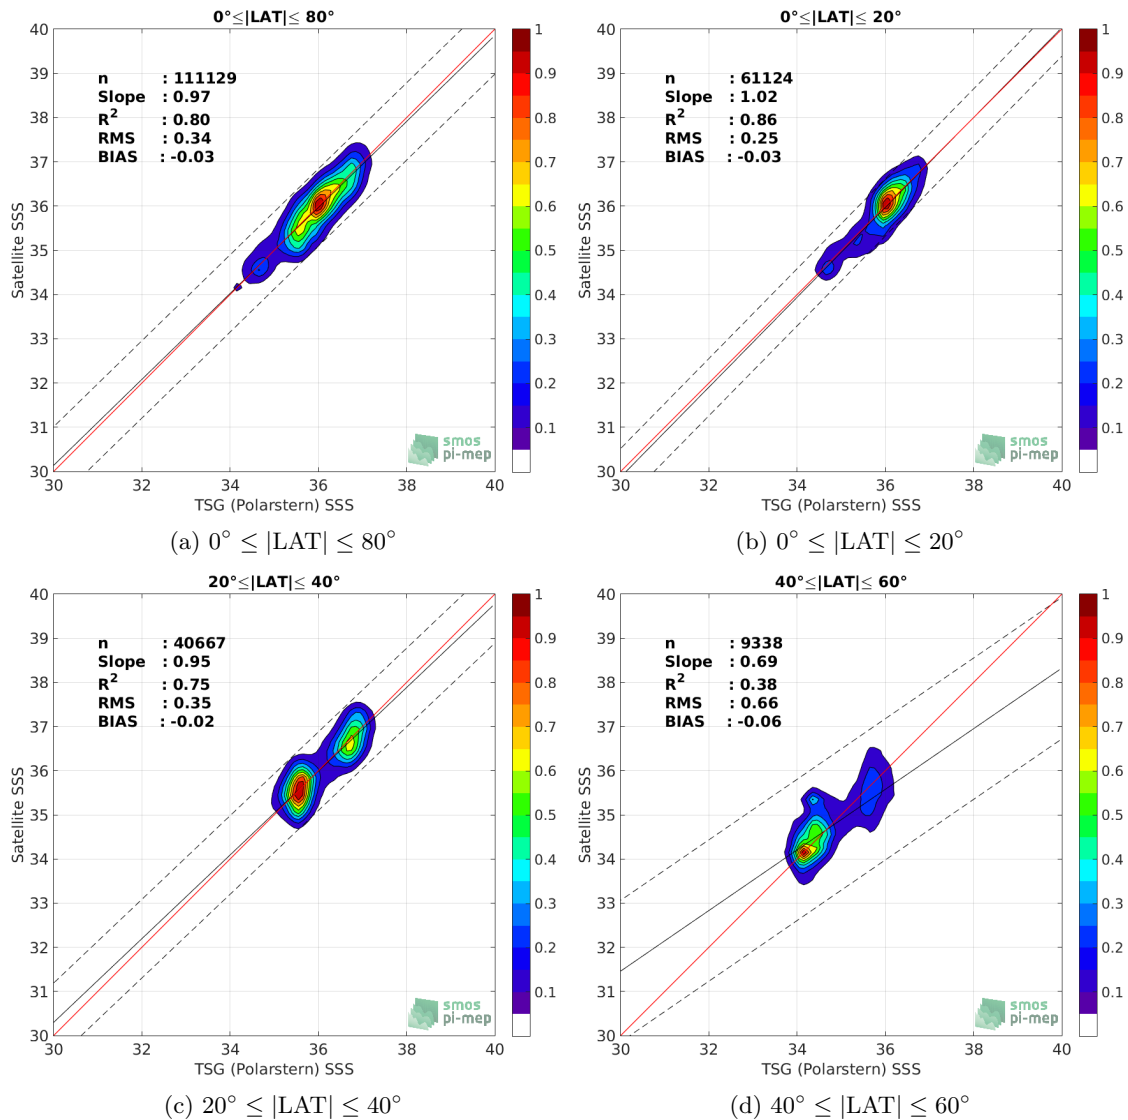 0°≤|LAT|≤ 80°
40
39
38
37
36
35
34
33
32
31
30
Satellite SSS
n : 111129
Slope : 0.97
R² : 0.80
RMS : 0.34
BIAS : -0.03
smos
pi-mep
30 32 34 36 38 40
TSG (Polarstern) SSS
1
0.9
0.8
0.7
0.6
0.5
0.4
0.3
0.2
0.1
(a) 0° ≤ |LAT| ≤ 80°
0°≤|LAT|≤ 20°
40
39
38
37
36
35
34
33
32
31
30
Satellite SSS
n : 61124
Slope : 1.02
R² : 0.86
RMS : 0.25
BIAS : -0.03
smos
pi-mep
30 32 34 36 38 40
TSG (Polarstern) SSS
1
0.9
0.8
0.7
0.6
0.5
0.4
0.3
0.2
0.1
(b) 0° ≤ |LAT| ≤ 20°
20°≤|LAT|≤ 40°
40
39
38
37
36
35
34
33
32
31
30
Satellite SSS
n : 40667
Slope : 0.95
R² : 0.75
RMS : 0.35
BIAS : -0.02
smos
pi-mep
30 32 34 36 38 40
TSG (Polarstern) SSS
1
0.9
0.8
0.7
0.6
0.5
0.4
0.3
0.2
0.1
(c) 20° ≤ |LAT| ≤ 40°
40°≤|LAT|≤ 60°
40
39
38
37
36
35
34
33
32
31
30
Satellite SSS
n : 9338
Slope : 0.69
R² : 0.38
RMS : 0.66
BIAS : -0.06
smos
pi-mep
30 32 34 36 38 40
TSG (Polarstern) SSS
1
0.9
0.8
0.7
0.6
0.5
0.4
0.3
0.2
0.1
(d) 40° ≤ |LAT| ≤ 60°